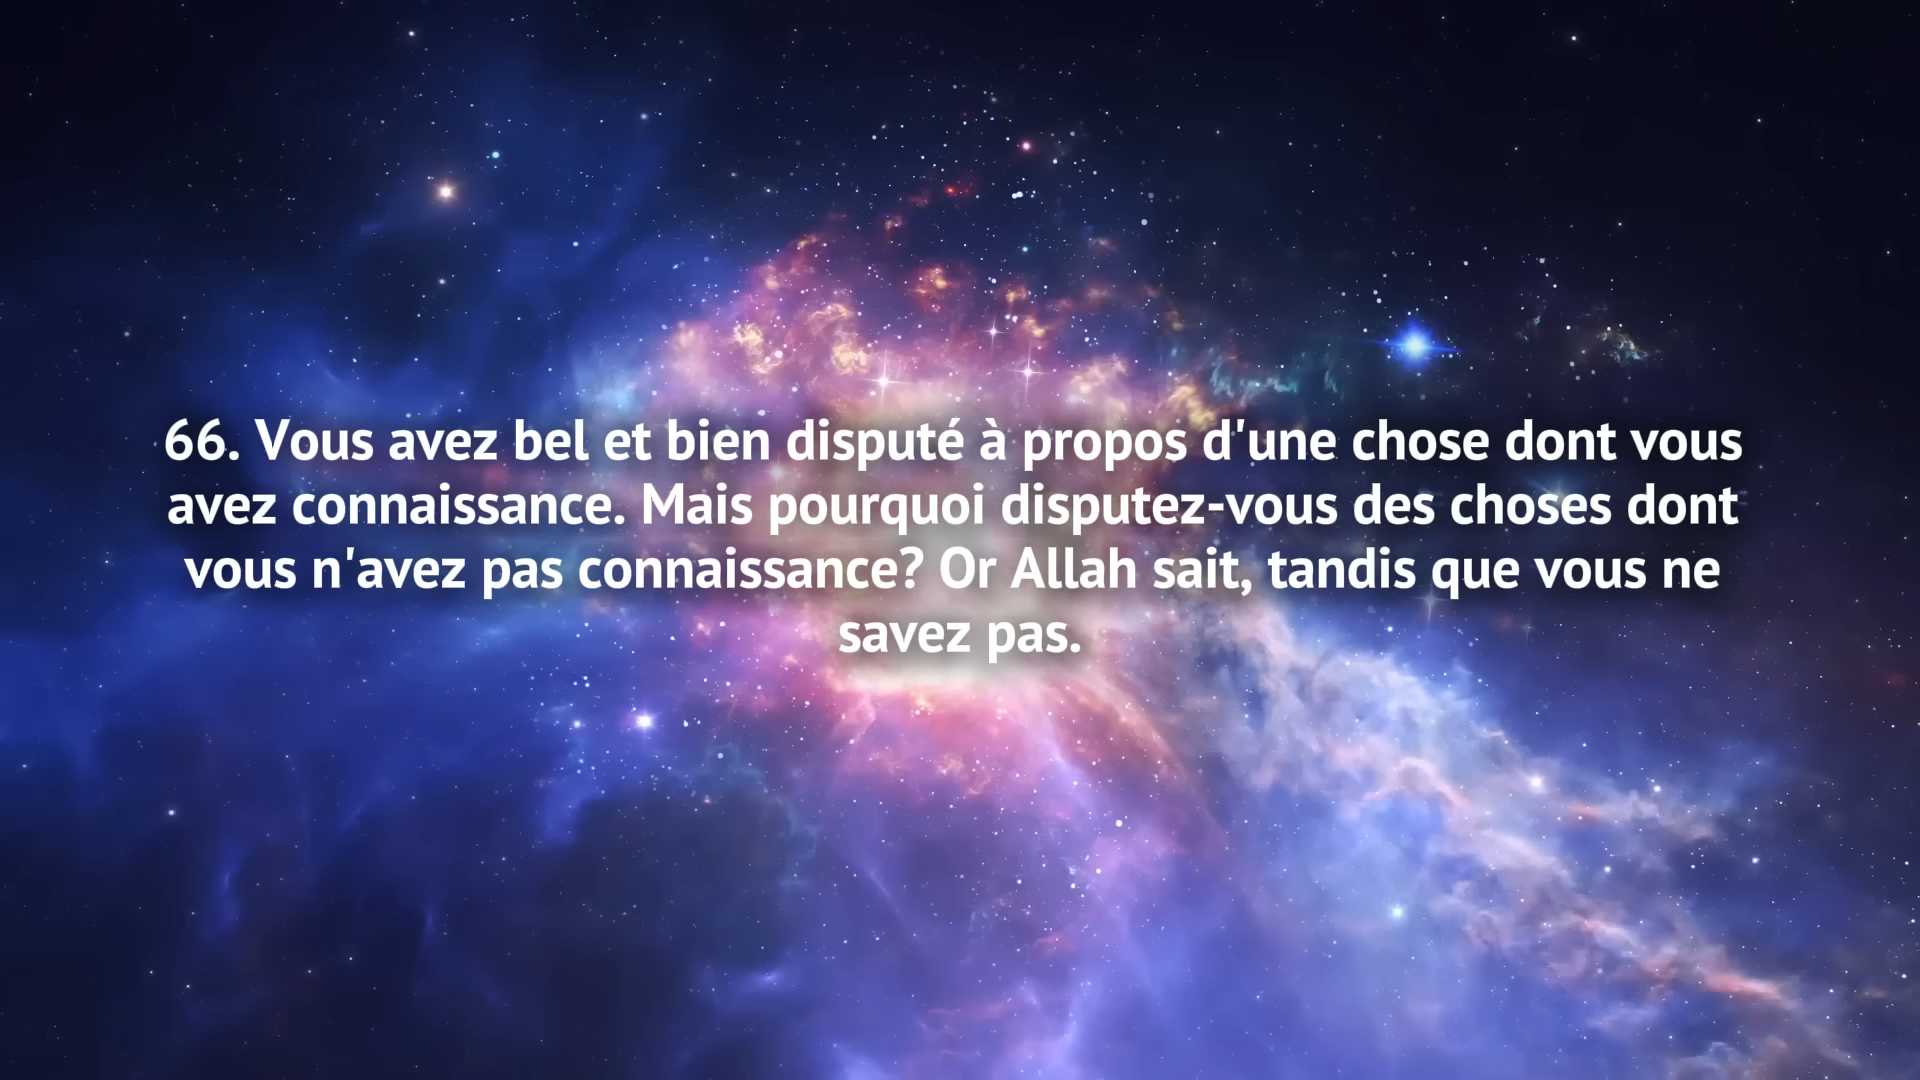 66. Vous avez bel et bien disputé à propos d'une chose dont vous
avez connaissance. Mais pourquoi disputez-vous des choses dont
vous n'avez pas connaissance? Or Allah sait, tandis que vous ne
savez pas.